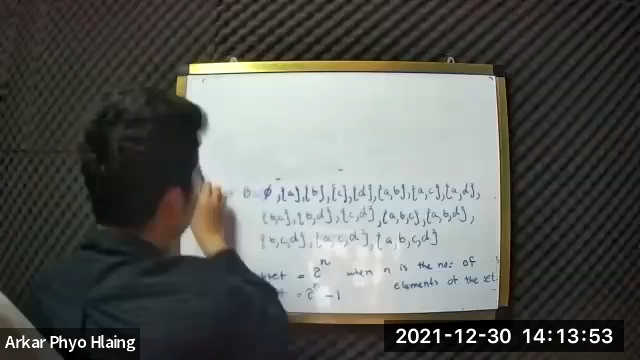 ∅, {a}, {b}, {c}, {d}, {a,b}, {a,c}, {a,d},
{b,c}, {b,d}, {c,d}, {a,b,c}, {a,b,d},
{b,c,d}, {a,c,d}, {a,b,c,d}
= 2ⁿ when n is the no: of
= 2ⁿ - 1 elements of the set.
Arkar Phyo Hlaing
2021-12-30 14:13:53